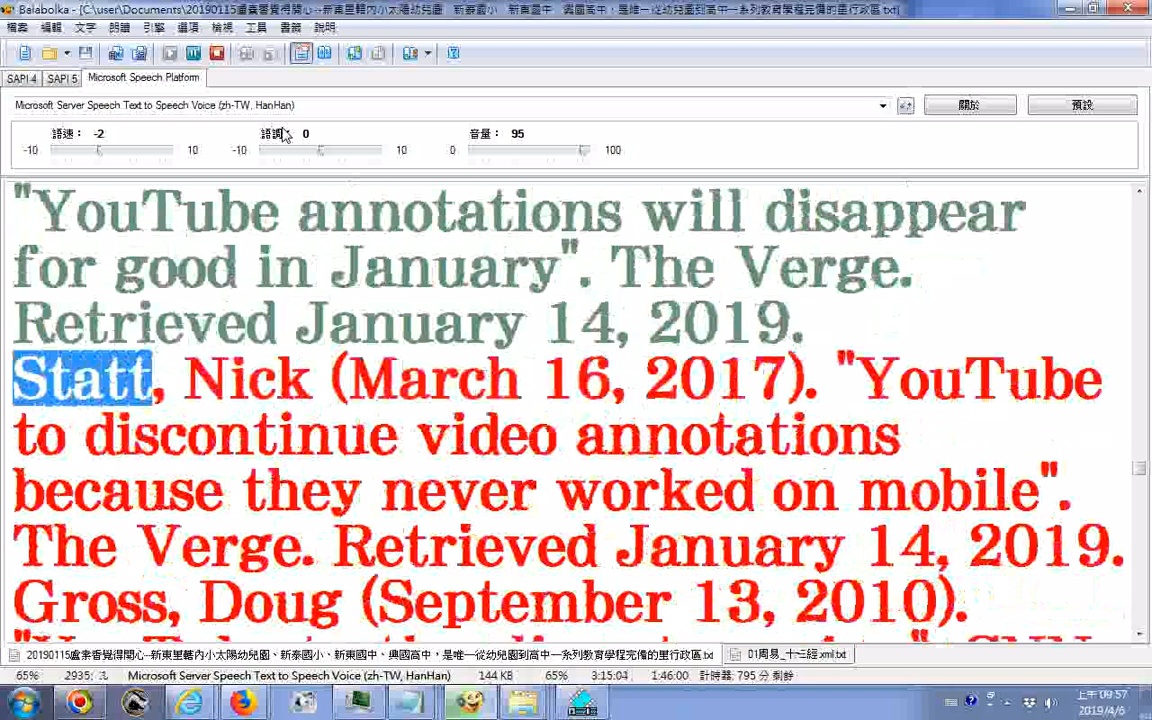 Balabolka - [C:\user\Documents\20190115盧素香覺得開心--新東里轄內小太陽幼兒園、新泰國小、新東國中、興國高中,是唯一從幼兒園到高中一系列教育學程完備的里行政區.txt]
檔案 編輯 文字 朗讀 引擎 選項 檢視 工具 書籤 說明
SAPI 4 SAPI 5 Microsoft Speech Platform
Microsoft Server Speech Text to Speech Voice (zh-TW, HanHan) 關於 預設
語速: -2 語調: 0 音量: 95
-10 10 -10 10 0 100
"YouTube annotations will disappear
for good in January". The Verge.
Retrieved January 14, 2019.
Statt, Nick (March 16, 2017). "YouTube
to discontinue video annotations
because they never worked on mobile".
The Verge. Retrieved January 14, 2019.
Gross, Doug (September 13, 2010).
20190115盧素香覺得開心--新東里轄內小太陽幼兒園、新泰國小、新東國中、興國高中,是唯一從幼兒園到高中一系列教育學程完備的里行政區.txt 01周易_十三經.xml.txt
65% 2935: Microsoft Server Speech Text to Speech Voice (zh-TW, HanHan) 144 KB 65% 3:15:04 1:46:00 計時器: 795 分 剩餘
上午 09:57
2019/4/6